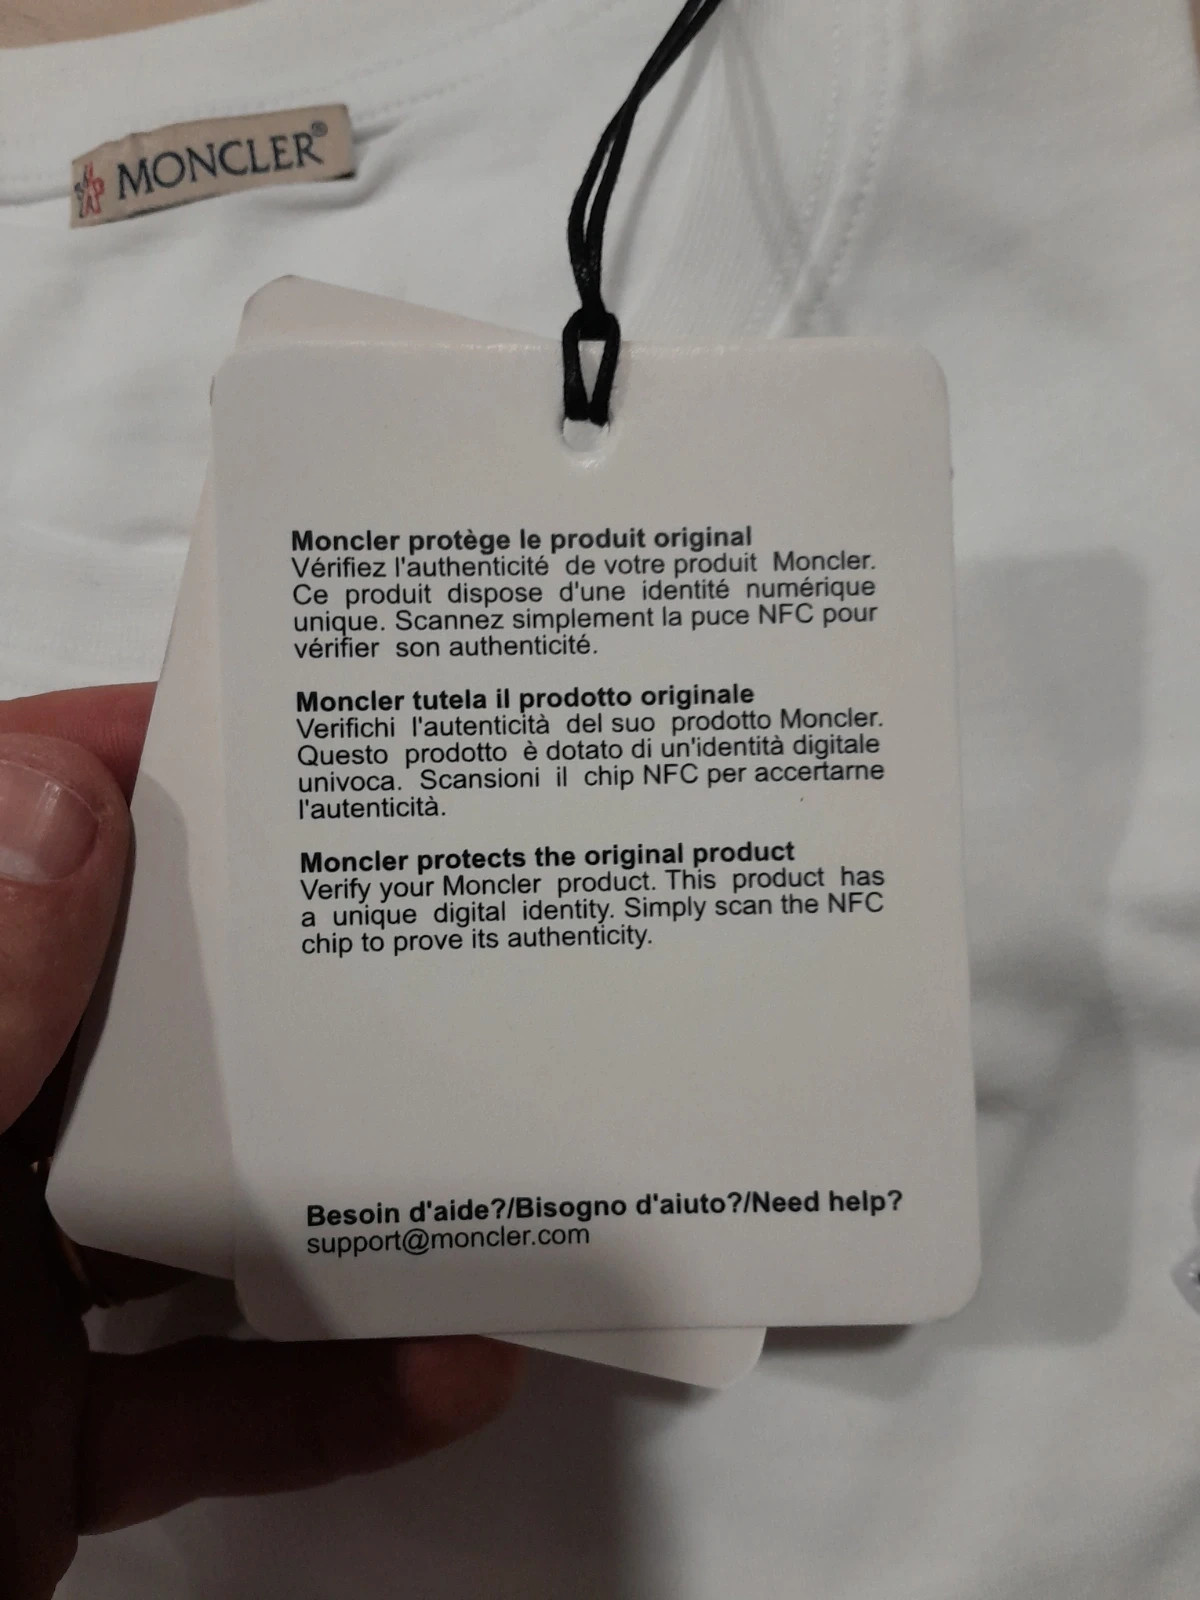 MONCLER®
Moncler protège le produit original
Vérifiez l'authenticité de votre produit Moncler.
Ce produit dispose d'une identité numérique
unique. Scannez simplement la puce NFC pour
vérifier son authenticité.
Moncler tutela il prodotto originale
Verifichi l'autenticità del suo prodotto Moncler.
Questo prodotto è dotato di un'identità digitale
univoca. Scansioni il chip NFC per accertarne
l'autenticità.
Moncler protects the original product
Verify your Moncler product. This product has
a unique digital identity. Simply scan the NFC
chip to prove its authenticity.
Besoin d'aide?/Bisogno d'aiuto?/Need help?
support@moncler.com